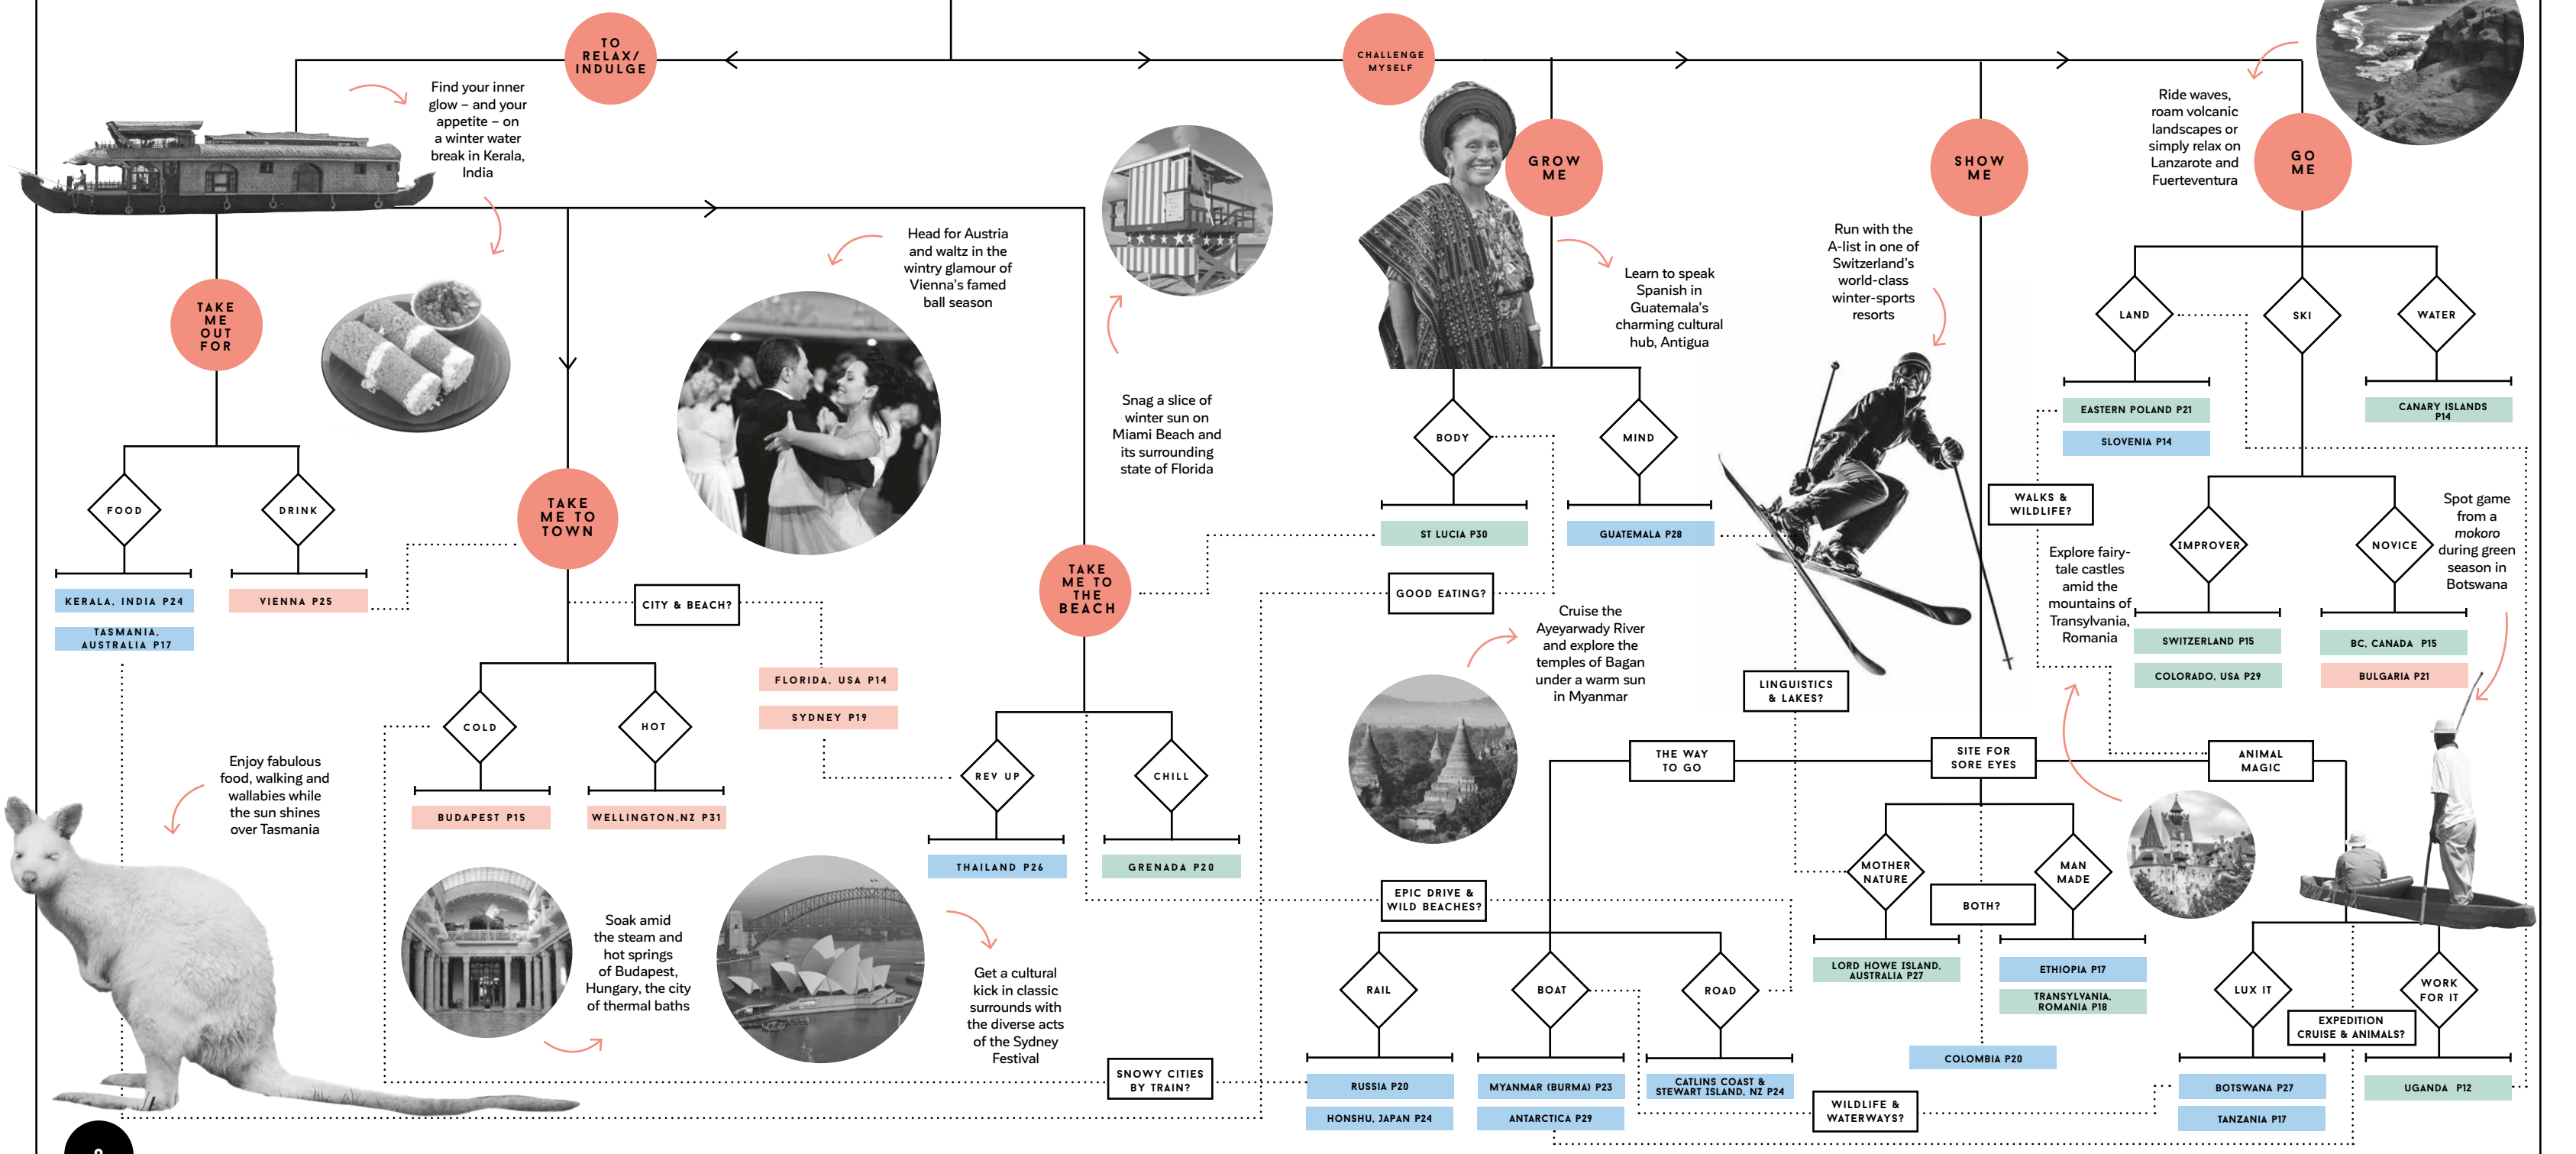 TO
RELAX/
INDULGE
CHALLENGE
MYSELF
Find your inner
glow – and your
appetite – on
a winter water
break in Kerala,
India
GROW
ME
SHOW
ME
GO
ME
Ride waves,
roam volcanic
landscapes or
simply relax on
Lanzarote and
Fuerteventura
TAKE
ME
OUT
FOR
Head for Austria
and waltz in the
wintry glamour of
Vienna's famed
ball season
Learn to speak
Spanish in
Guatemala's
charming cultural
hub, Antigua
Run with the
A-list in one of
Switzerland's
world-class
winter-sports
resorts
LAND
SKI
WATER
EASTERN POLAND P21
SLOVENIA P14
CANARY ISLANDS
P14
Snag a slice of
winter sun on
Miami Beach and
its surrounding
state of Florida
BODY
MIND
ST LUCIA P30
GUATEMALA P28
FOOD
DRINK
KERALA, INDIA P24
TASMANIA,
AUSTRALIA P17
VIENNA P25
TAKE
ME TO
TOWN
CITY & BEACH?
TAKE
ME TO
THE
BEACH
GOOD EATING?
WALKS &
WILDLIFE?
IMPROVER
NOVICE
Spot game
from a
mokoro
during green
season in
Botswana
Explore fairy-
tale castles
amid the
mountains of
Transylvania,
Romania
SWITZERLAND P15
COLORADO, USA P29
BC, CANADA P15
BULGARIA P21
Cruise the
Ayeyarwady River
and explore the
temples of Bagan
under a warm sun
in Myanmar
LINGUISTICS
& LAKES?
FLORIDA, USA P14
SYDNEY P19
COLD
HOT
BUDAPEST P15
WELLINGTON,NZ P31
REV UP
CHILL
THAILAND P26
GRENADA P20
THE WAY
TO GO
SITE FOR
SORE EYES
ANIMAL
MAGIC
Enjoy fabulous
food, walking and
wallabies while
the sun shines
over Tasmania
MOTHER
NATURE
MAN
MADE
BOTH?
EPIC DRIVE &
WILD BEACHES?
LORD HOWE ISLAND,
AUSTRALIA P27
ETHIOPIA P17
TRANSYLVANIA,
ROMANIA P18
Soak amid
the steam and
hot springs
of Budapest,
Hungary, the city
of thermal baths
Get a cultural
kick in classic
surrounds with
the diverse acts
of the Sydney
Festival
RAIL
BOAT
ROAD
LUX IT
WORK
FOR IT
EXPEDITION
CRUISE & ANIMALS?
COLOMBIA P20
SNOWY CITIES
BY TRAIN?
RUSSIA P20
HONSHU, JAPAN P24
MYANMAR (BURMA) P23
ANTARCTICA P29
CATLINS COAST &
STEWART ISLAND, NZ P24
WILDLIFE &
WATERWAYS?
BOTSWANA P27
TANZANIA P17
UGANDA P12